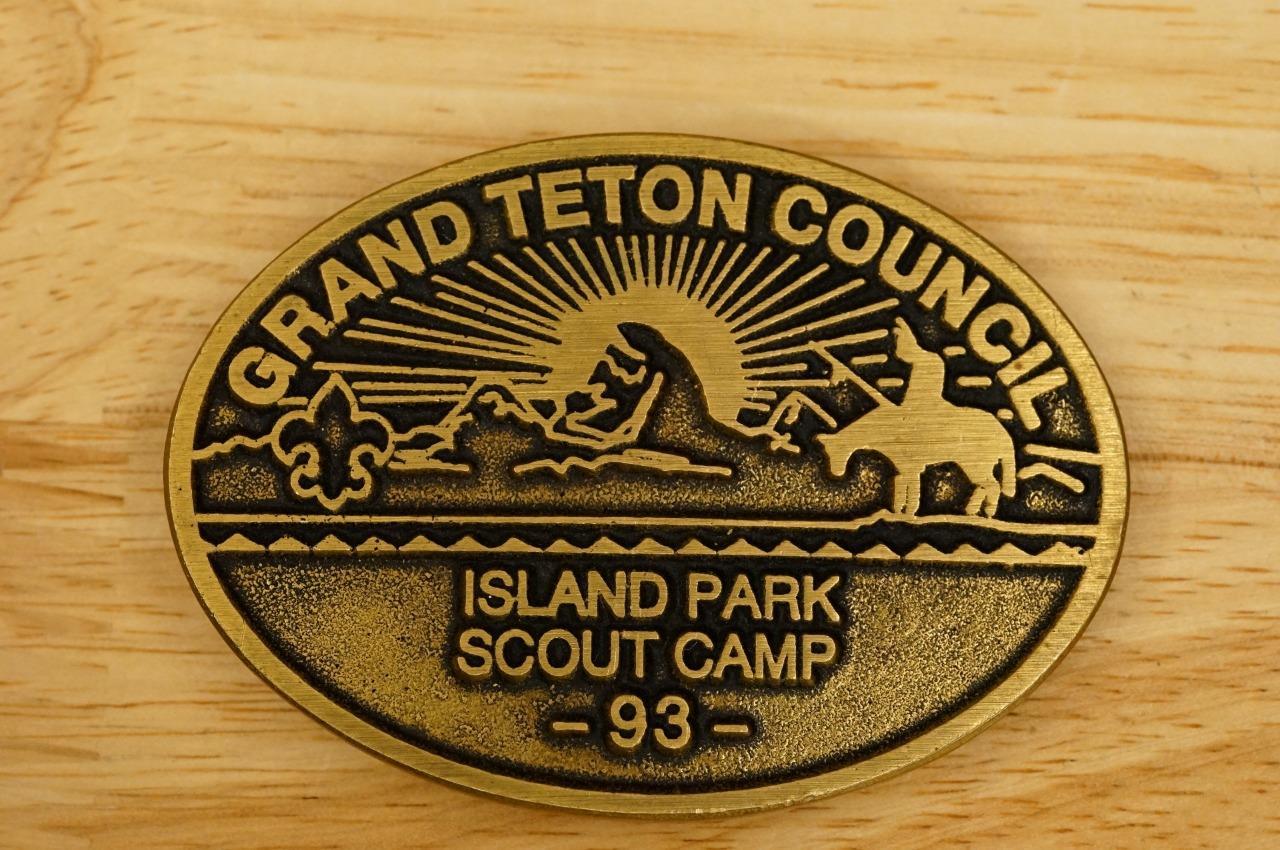 GRAND TETON COUNCIL
ISLAND PARK
SCOUT CAMP
- 93 -